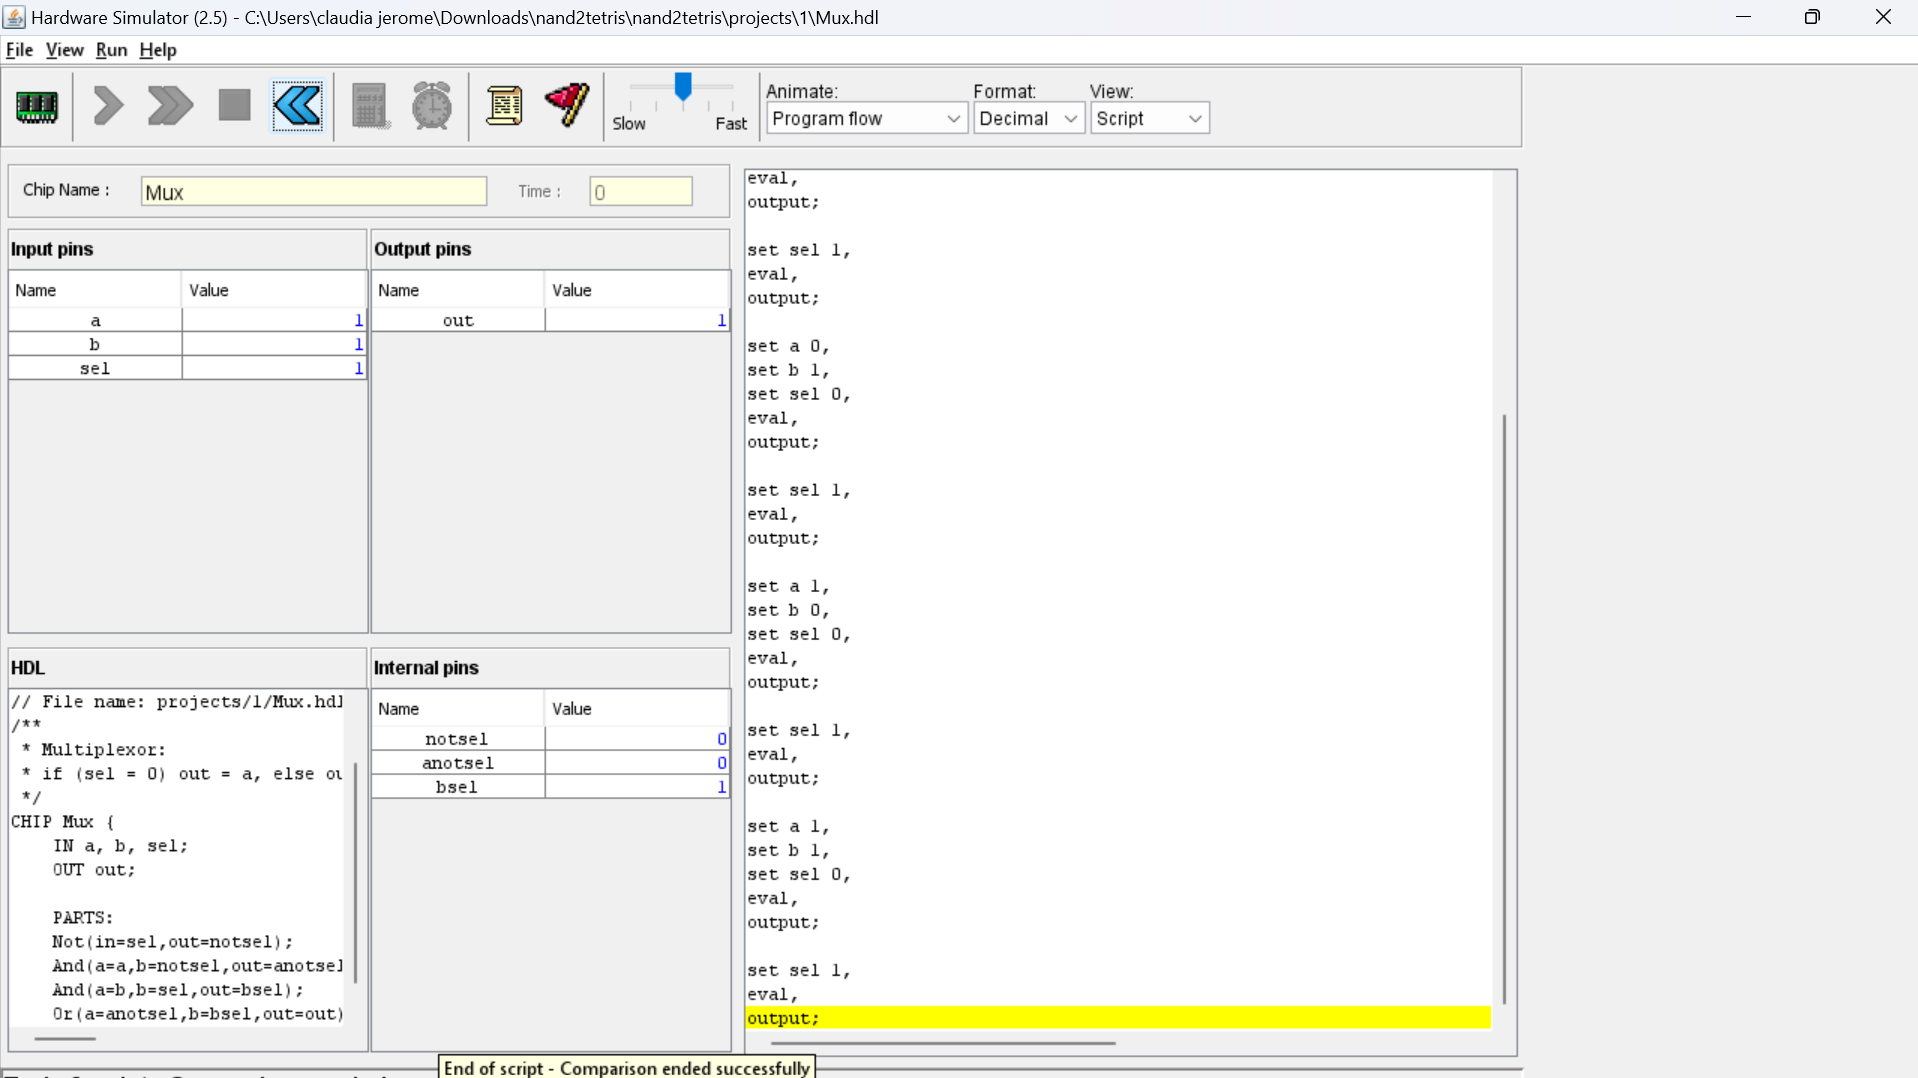 Hardware Simulator (2.5) - C:\Users\claudia jerome\Downloads\nand2tetris\nand2tetris\projects\1\Mux.hdl
File View Run Help
Slow
Fast
Animate:
Program flow
Format:
Decimal
View:
Script
Chip Name :
Mux
Time :
0
Input pins
Name Value
a 1
b 1
sel 1
Output pins
Name Value
out 1
HDL
// File name: projects/1/Mux.hdl
/**
* Multiplexor:
* if (sel = 0) out = a, else ou
*/
CHIP Mux {
IN a, b, sel;
OUT out;
PARTS:
Not(in=sel,out=notsel);
And(a=a,b=notsel,out=anotsel
And(a=b,b=sel,out=bsel);
Or(a=anotsel,b=bsel,out=out)
Internal pins
Name Value
notsel 0
anotsel 0
bsel 1
eval,
output;
set sel 1,
eval,
output;
set a 0,
set b 1,
set sel 0,
eval,
output;
set sel 1,
eval,
output;
set a 1,
set b 0,
set sel 0,
eval,
output;
set sel 1,
eval,
output;
set a 1,
set b 1,
set sel 0,
eval,
output;
set sel 1,
eval,
output;
End of script - Comparison ended successfully